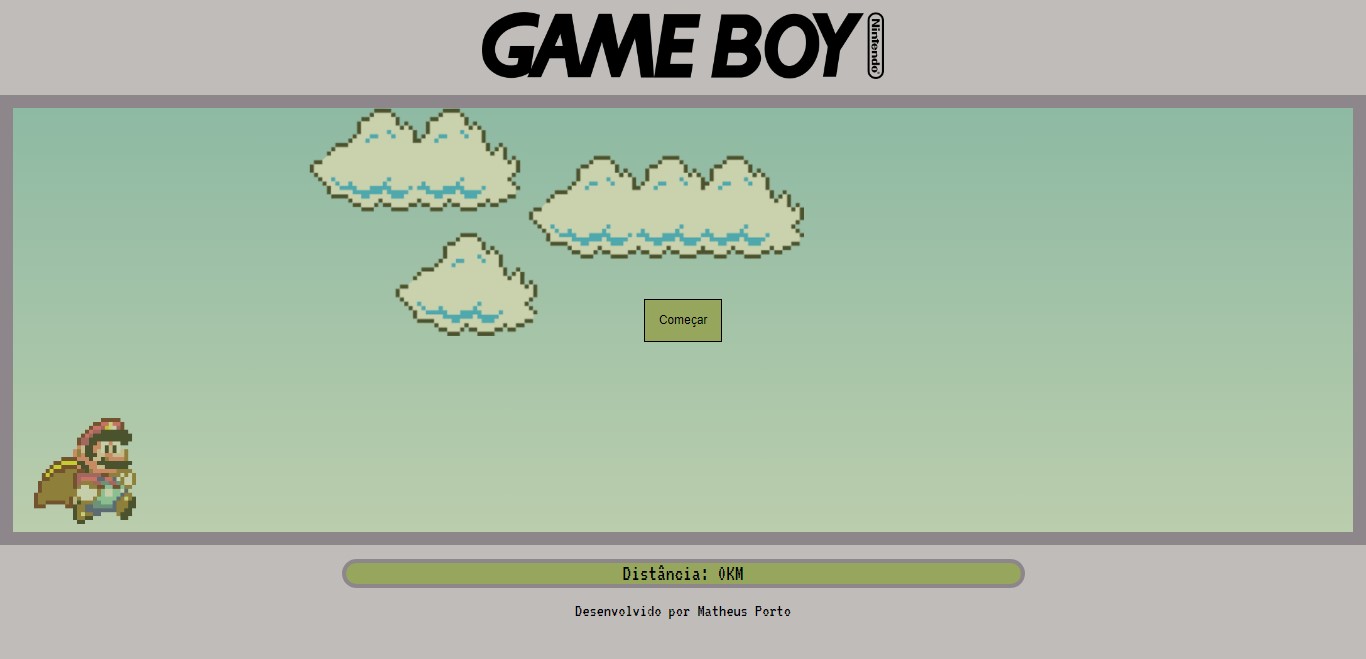 GAME BOY Nintendo
Começar
Distância: 0KM
Desenvolvido por Matheus Porto